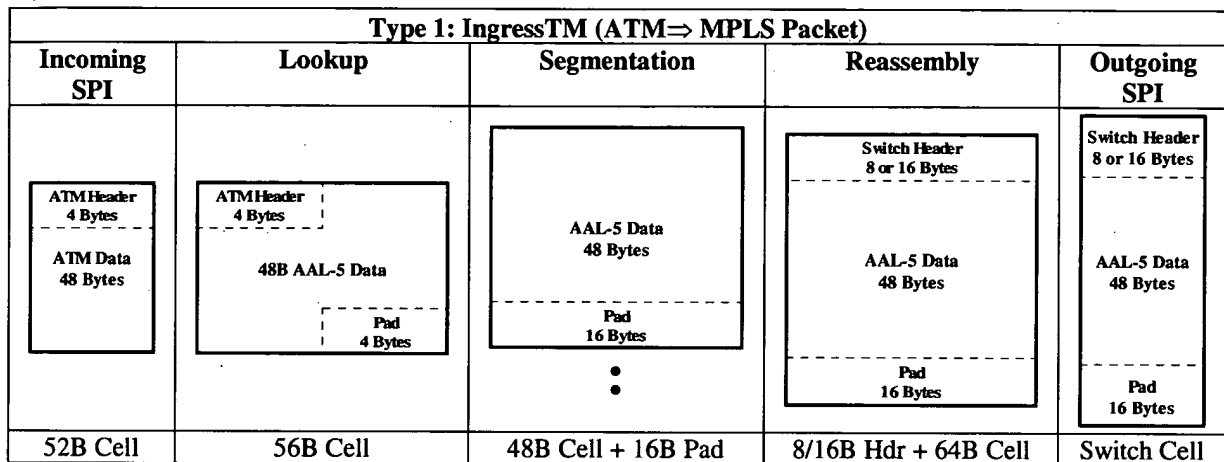 Type 1: IngressTM (ATM⇒ MPLS Packet)
Incoming SPI
Lookup
Segmentation
Reassembly
Outgoing SPI
ATM Header
4 Bytes
ATM Data
48 Bytes
ATM Header
4 Bytes
48B AAL-5 Data
Pad
4 Bytes
AAL-5 Data
48 Bytes
Pad
16 Bytes
Switch Header
8 or 16 Bytes
AAL-5 Data
48 Bytes
Pad
16 Bytes
Switch Header
8 or 16 Bytes
AAL-5 Data
48 Bytes
Pad
16 Bytes
52B Cell
56B Cell
48B Cell + 16B Pad
8/16B Hdr + 64B Cell
Switch Cell